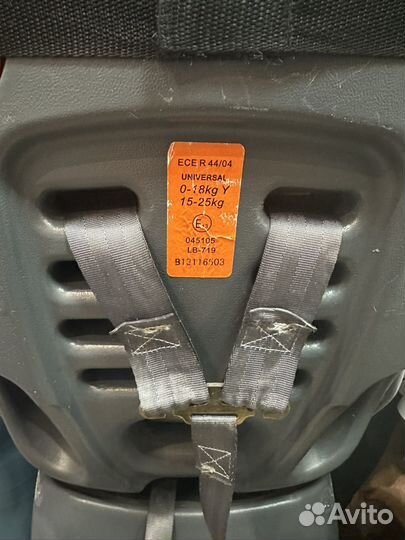 ECE R 44/04
UNIVERSAL
0-18kg Y
15-25kg
E
045105
LB-719
B13116503
Avito